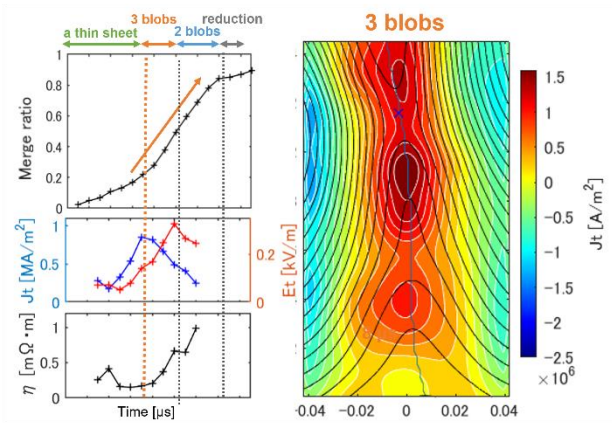 3 blobs
reduction
a thin sheet
2 blobs
3 blobs
1
0.8
0.6
0.4
0.2
0
Merge ratio
1
0.5
0
Jt [MA/m²]
0.2
0
Et [kV/m]
1
0.5
0
η [mΩ・m]
Time [µs]
-0.04
-0.02
0
0.02
0.04
1.5
1
0.5
0
-0.5
-1
-1.5
-2
-2.5
×10⁶
Jt [A/m²]